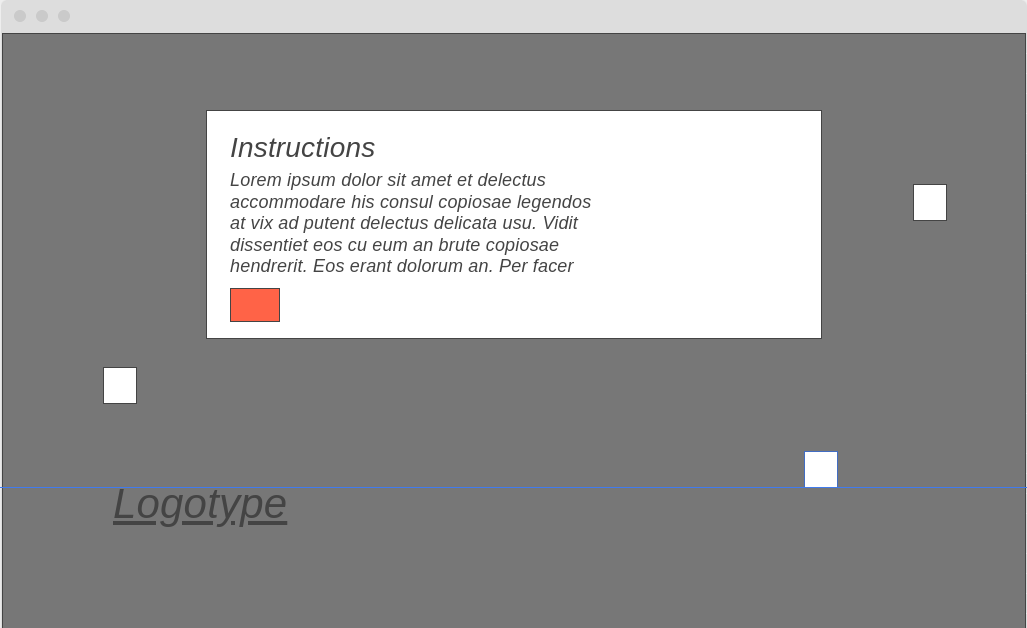 Instructions
Lorem ipsum dolor sit amet et delectus
accommodare his consul copiosae legendos
at vix ad putent delectus delicata usu. Vidit
dissentiet eos cu eum an brute copiosae
hendrerit. Eos erant dolorum an. Per facer
Logotype